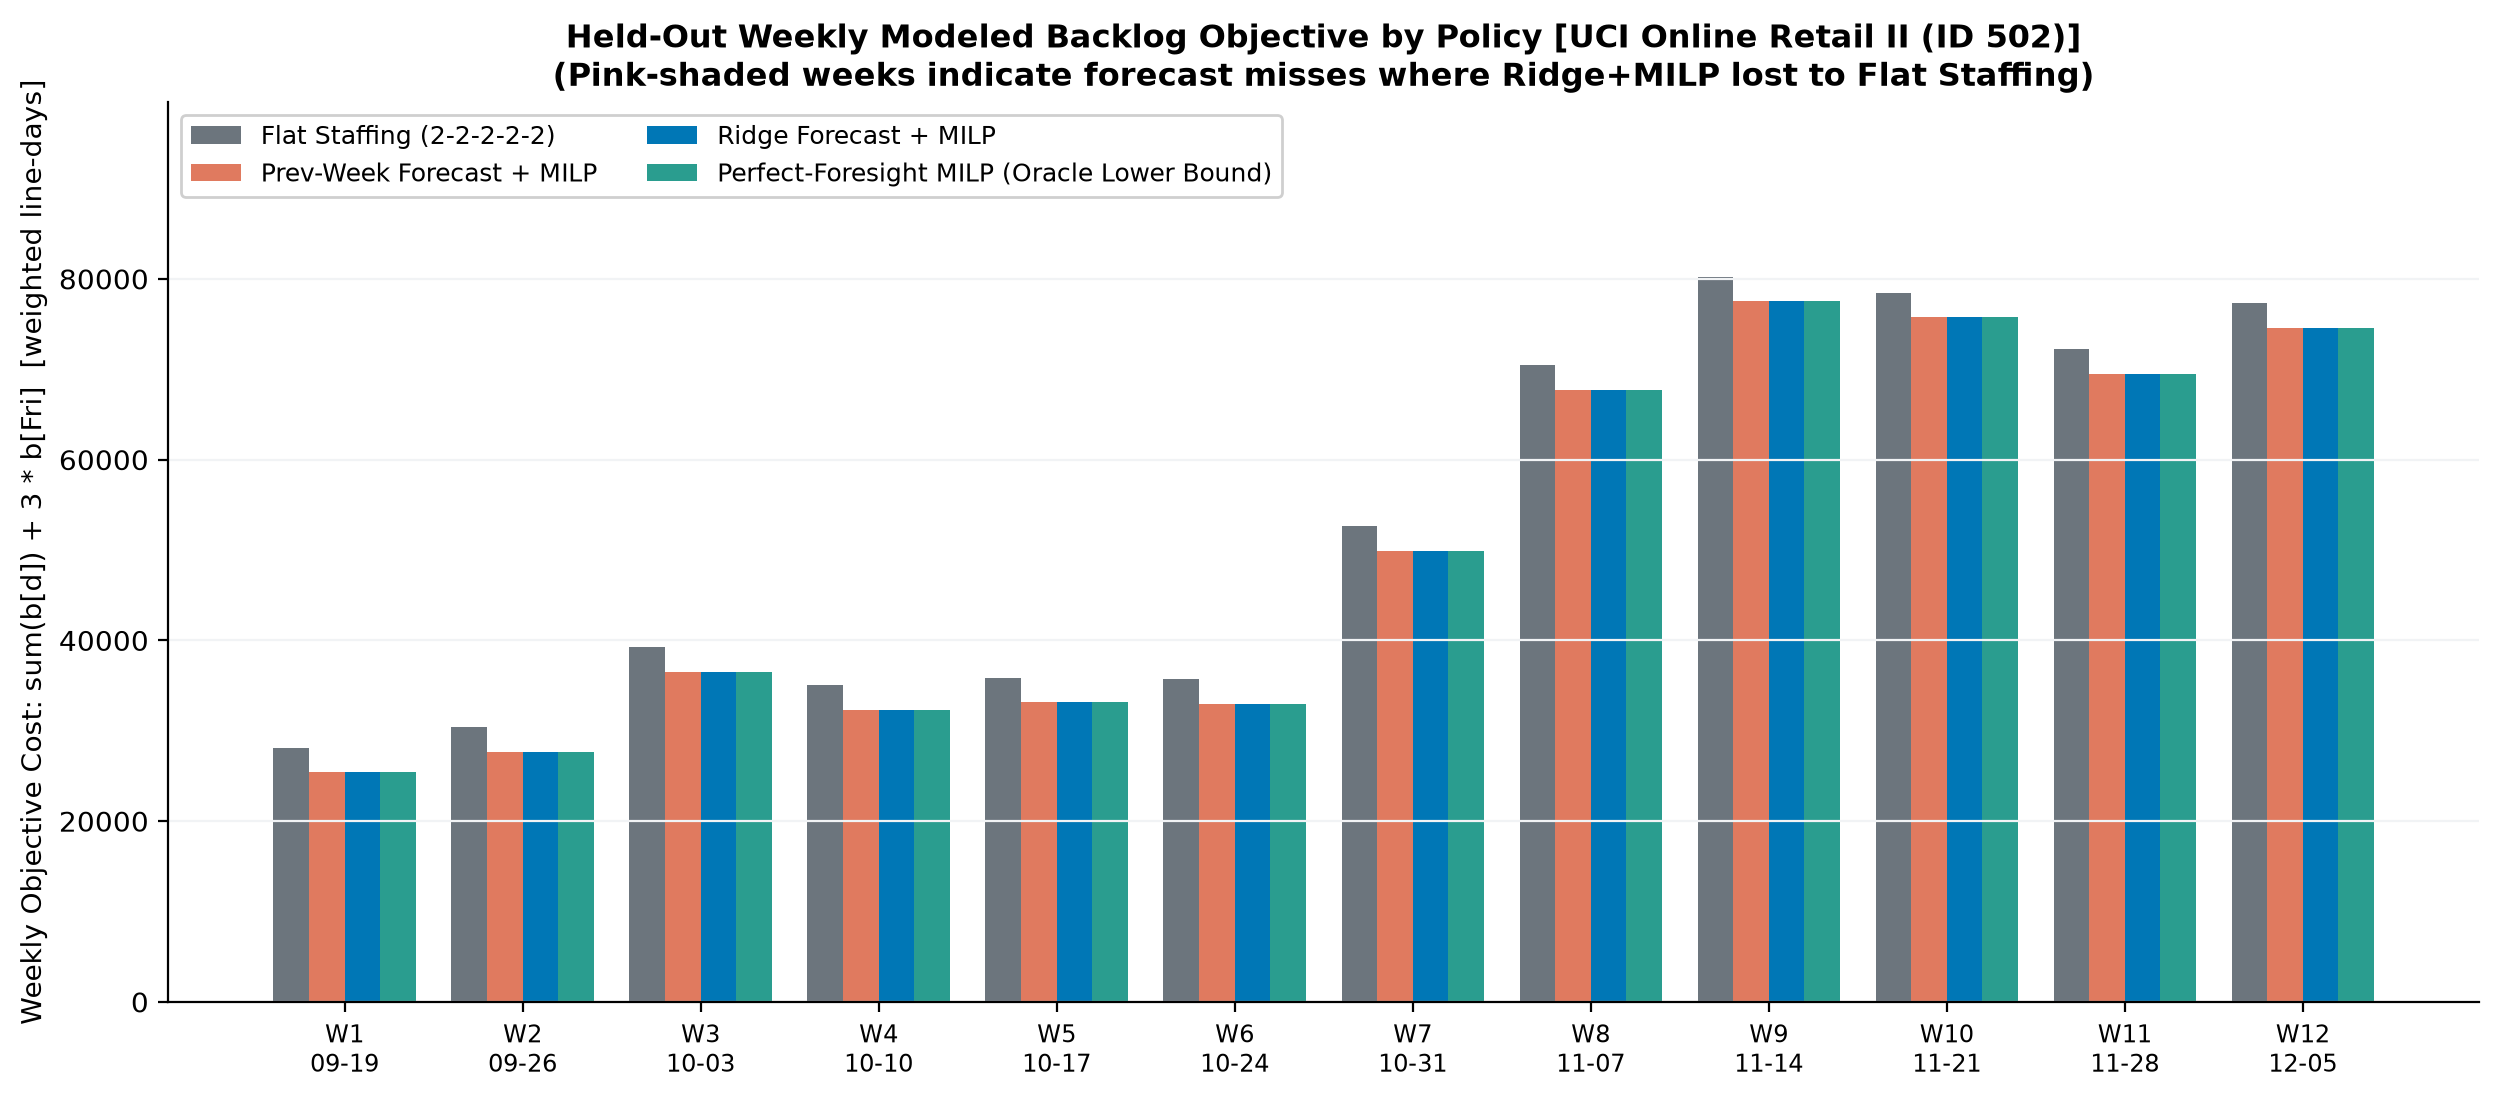 Held-Out Weekly Modeled Backlog Objective by Policy [UCI Online Retail II (ID 502)]
(Pink-shaded weeks indicate forecast misses where Ridge+MILP lost to Flat Staffing)
Weekly Objective Cost: sum(b[d]) + 3 * b[Fri]  [weighted line-days]
Flat Staffing (2-2-2-2-2)
Prev-Week Forecast + MILP
Ridge Forecast + MILP
Perfect-Foresight MILP (Oracle Lower Bound)
80000
60000
40000
20000
0
W1
09-19
W2
09-26
W3
10-03
W4
10-10
W5
10-17
W6
10-24
W7
10-31
W8
11-07
W9
11-14
W10
11-21
W11
11-28
W12
12-05